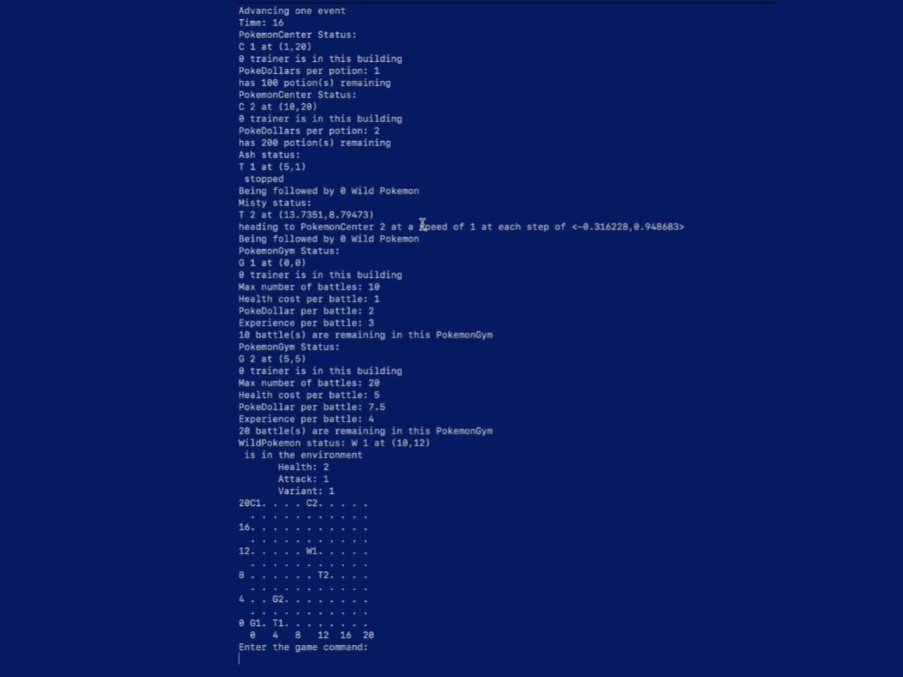 Advancing one event
Time: 16
PokemonCenter Status:
C 1 at (1,20)
0 trainer is in this building
PokeDollars per potion: 1
has 100 potion(s) remaining
PokemonCenter Status:
C 2 at (10,20)
0 trainer is in this building
PokeDollars per potion: 2
has 200 potion(s) remaining
Ash status:
T 1 at (5,1)
stopped
Being followed by 0 Wild Pokemon
Misty status:
T 2 at (13.7351,8.79473)
heading to PokemonCenter 2 at a speed of 1 at each step of <-0.316228,0.948683>
Being followed by 0 Wild Pokemon
PokemonGym Status:
G 1 at (0,0)
0 trainer is in this building
Max number of battles: 10
Health cost per battle: 1
PokeDollar per battle: 2
Experience per battle: 3
10 battle(s) are remaining in this PokemonGym
PokemonGym Status:
G 2 at (5,5)
0 trainer is in this building
Max number of battles: 20
Health cost per battle: 5
PokeDollar per battle: 7.5
Experience per battle: 4
20 battle(s) are remaining in this PokemonGym
WildPokemon status: W 1 at (10,12)
is in the environment
Health: 2
Attack: 1
Variant: 1
20C1. . . . C2. . . . .
. . . . . . . . . . .
16. . . . . . . . . . .
. . . . . . . . . . .
12. . . . . W1. . . . .
. . . . . . . . . . .
8 . . . . . . T2. . . .
. . . . . . . . . . .
4 . . G2. . . . . . . .
. . . . . . . . . . .
0 G1. T1. . . . . . . .
0 4 8 12 16 20
Enter the game command: